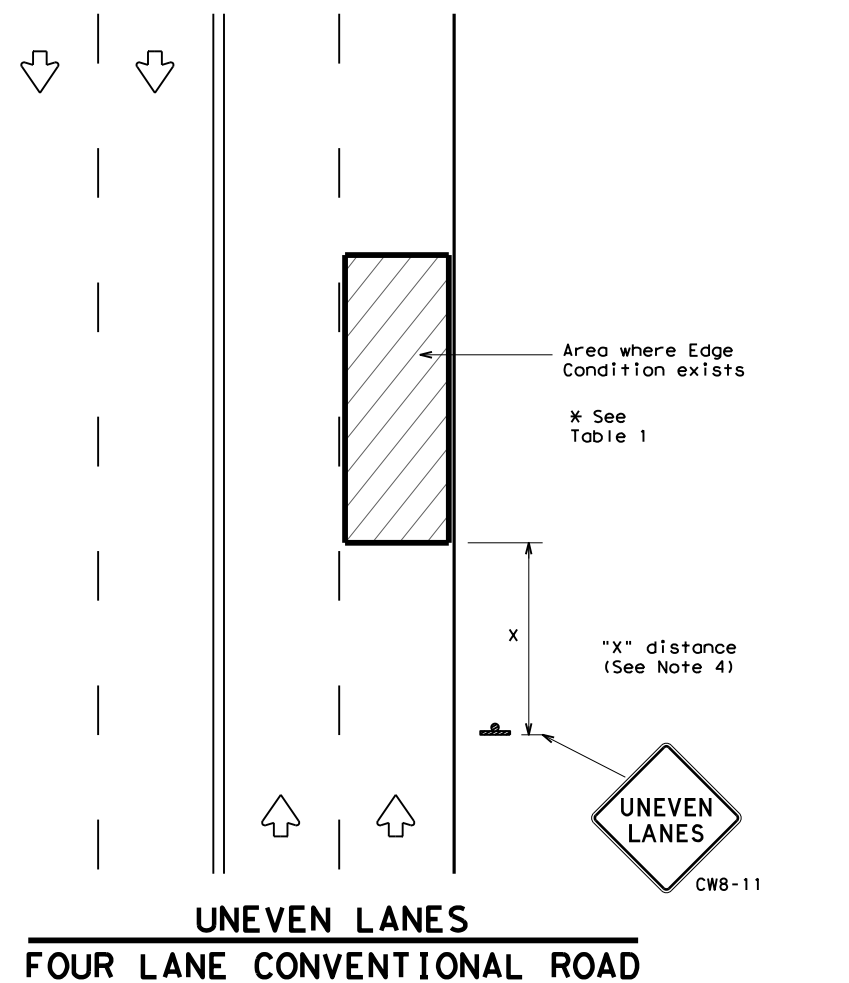 Area where Edge
Condition exists
* See
Table 1
X
"X" distance
(See Note 4)
UNEVEN
LANES
CW8-11
UNEVEN LANES
FOUR LANE CONVENTIONAL ROAD